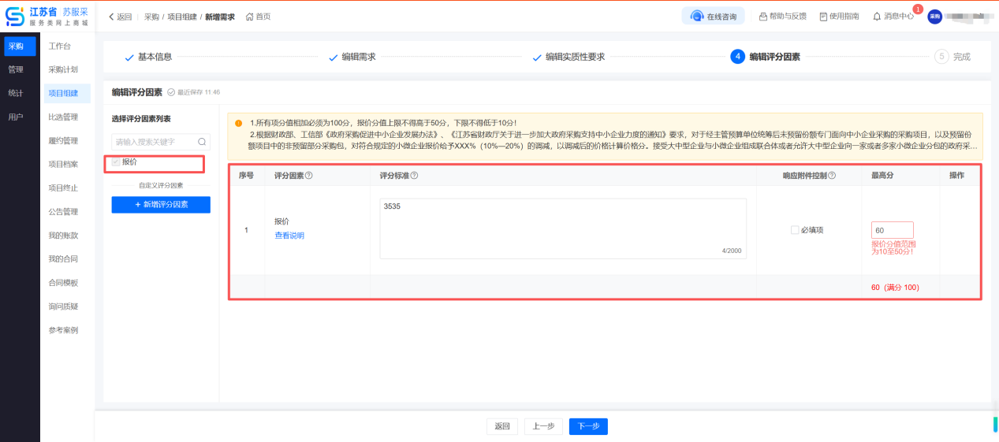 江苏省 苏服采
服务类网上商城
返回 采购 / 项目组建 / 新增需求 首页
在线咨询 帮助与反馈 使用指南 消息中心 1 采购
采购
管理
统计
用户
工作台
采购计划
项目组建
比选管理
履约管理
项目档案
项目终止
公告管理
我的账款
我的合同
合同模板
询问质疑
参考案例
基本信息 编辑需求 编辑实质性要求 4 编辑评分因素 5 完成
编辑评分因素 最近保存 11:46
选择评分因素列表
请输入搜索关键字
报价
自定义评分因素
+ 新增评分因素
1.所有项分值相加必须为100分，报价分值上限不得高于50分，下限不得低于10分！
2.根据财政部、工信部《政府采购促进中小企业发展办法》、《江苏省财政厅关于进一步加大政府采购支持中小企业力度的通知》要求，对于经主管预算单位统筹后未预留份额专门面向中小企业采购的采购项目，以及预留份
额项目中的非预留部分采购包，对符合规定的小微企业报价给予XXX%（10%—20%）的调减，以调减后的价格计算价格分。接受大中型企业与小微企业组成联合体或者允许大中型企业向一家或者多家小微企业分包的政府采...
序号 评分因素 评分标准 响应附件控制 最高分 操作
1
报价
查看说明
3535
4/2000
必填项
60
报价分值范围
为10至50分！
60（满分 100）
返回 上一步 下一步